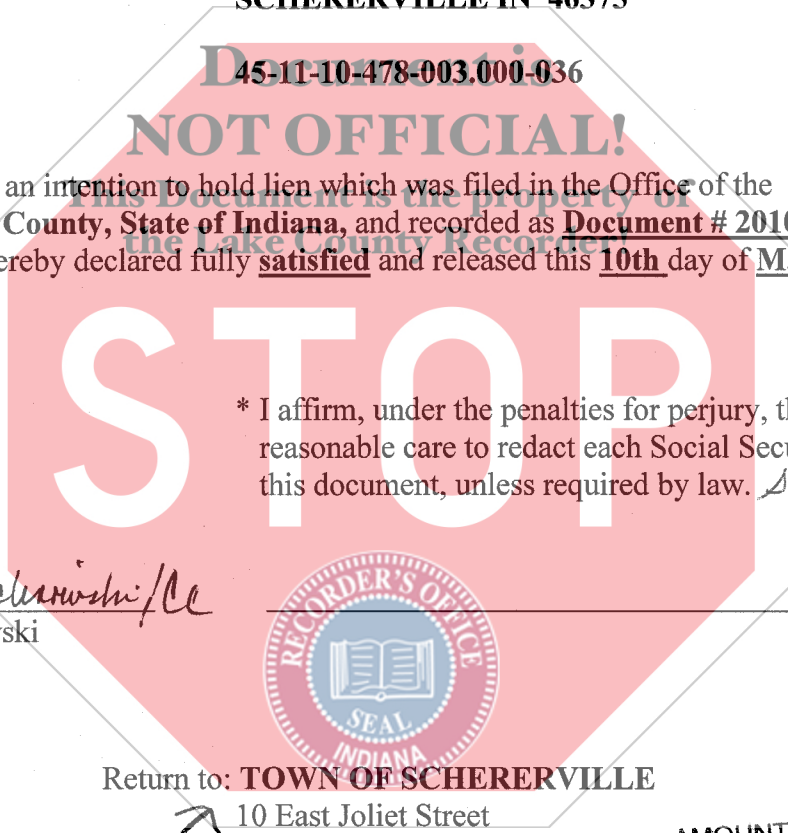 SCHERERVILLE IN 46375
Document is
45-11-10-478-003.000-036
NOT OFFICIAL!
an intention to hold lien which was filed in the Office of the
This Document is the property of
County, State of Indiana, and recorded as Document # 2010
the Lake County Recorder!
ereby declared fully satisfied and released this 10th day of M
STOP
* I affirm, under the penalties for perjury, th
reasonable care to redact each Social Secu
this document, unless required by law.
ski
RECORDER'S OFFICE
SEAL
INDIANA
Return to: TOWN OF SCHERERVILLE
10 East Joliet Street
AMOUNT